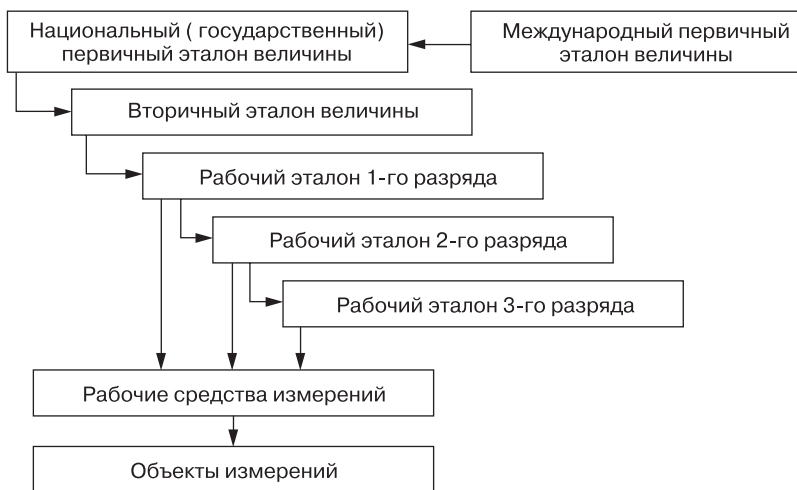 Национальный ( государственный)
первичный эталон величины
Международный первичный
эталон величины
Вторичный эталон величины
Рабочий эталон 1-го разряда
Рабочий эталон 2-го разряда
Рабочий эталон 3-го разряда
Рабочие средства измерений
Объекты измерений